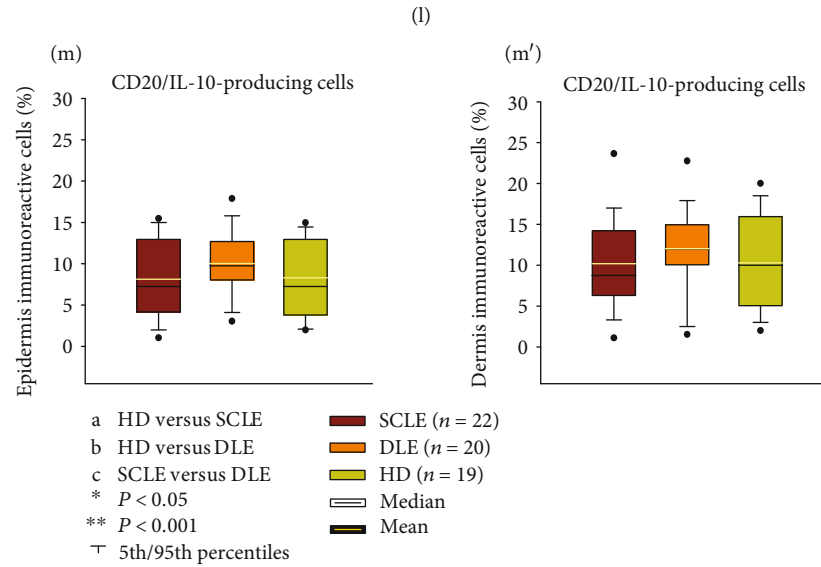 (l)
(m)
CD20/IL-10-producing cells
Epidermis immunoreactive cells (%)
30
25
20
15
10
5
0
(m′)
CD20/IL-10-producing cells
Dermis immunoreactive cells (%)
30
25
20
15
10
5
0
a HD versus SCLE
b HD versus DLE
c SCLE versus DLE
* P < 0.05
** P < 0.001
5th/95th percentiles
SCLE (n = 22)
DLE (n = 20)
HD (n = 19)
Median
Mean